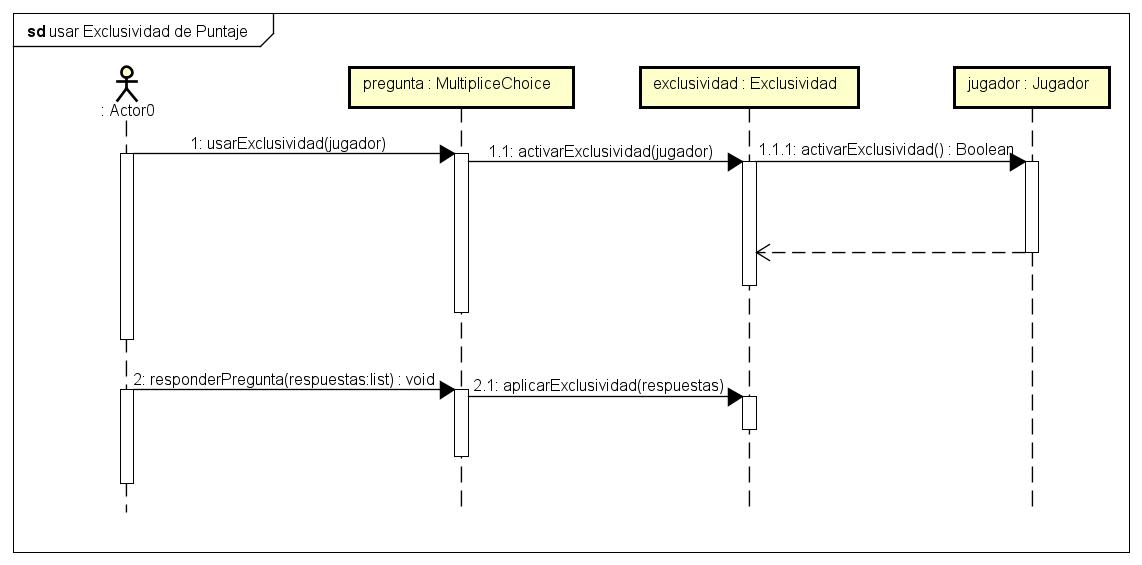 sd usar Exclusividad de Puntaje
: Actor0
pregunta : MultipliceChoice
exclusividad : Exclusividad
jugador : Jugador
1: usarExclusividad(jugador)
1.1: activarExclusividad(jugador)
1.1.1: activarExclusividad() : Boolean
2: responderPregunta(respuestas:list) : void
2.1: aplicarExclusividad(respuestas)